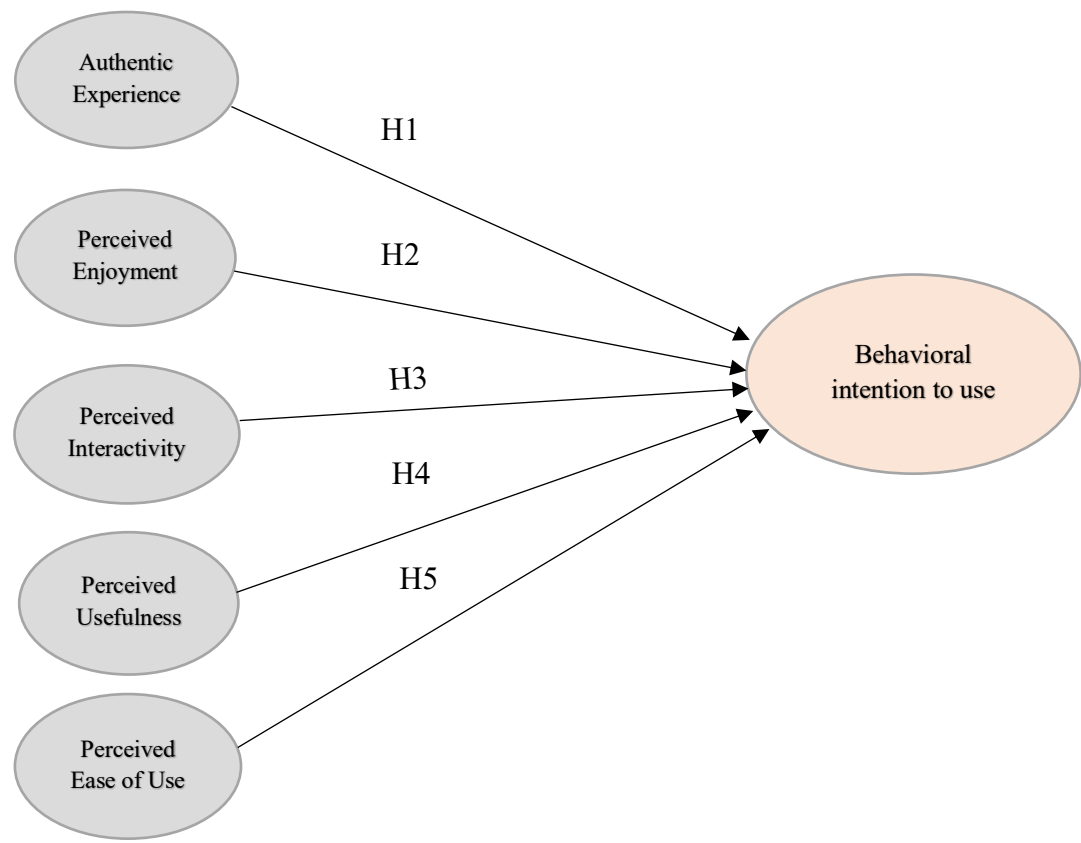 Authentic
Experience
H1
Perceived
Enjoyment
H2
Behavioral
intention to use
Perceived
Interactivity
H3
H4
Perceived
Usefulness
H5
Perceived
Ease of Use